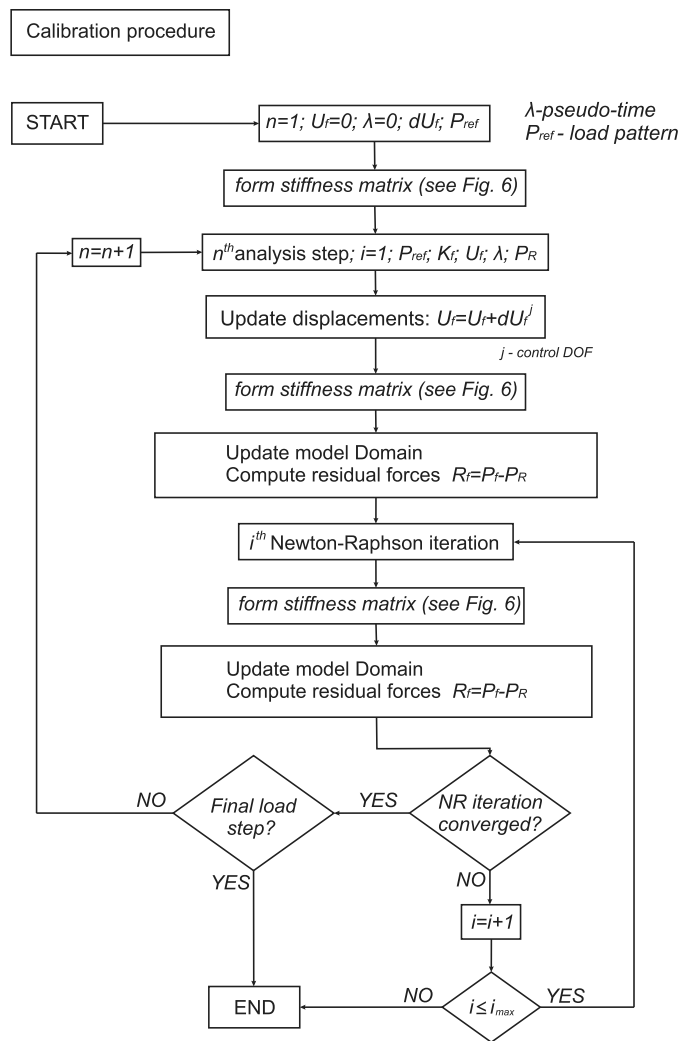 Calibration procedure
START
n=1; Uf=0; λ=0; dUf; Pref
λ-pseudo-time
Pref - load pattern
form stiffness matrix (see Fig. 6)
n=n+1
nth analysis step; i=1; Pref; Kf; Uf; λ; PR
Update displacements: Uf=Uf+dUf j
j - control DOF
form stiffness matrix (see Fig. 6)
Update model Domain
Compute residual forces Rf=Pf-PR
ith Newton-Raphson iteration
form stiffness matrix (see Fig. 6)
Update model Domain
Compute residual forces Rf=Pf-PR
NO
Final load
step?
YES
NR iteration
converged?
YES
NO
i=i+1
END
NO
i≤imax
YES